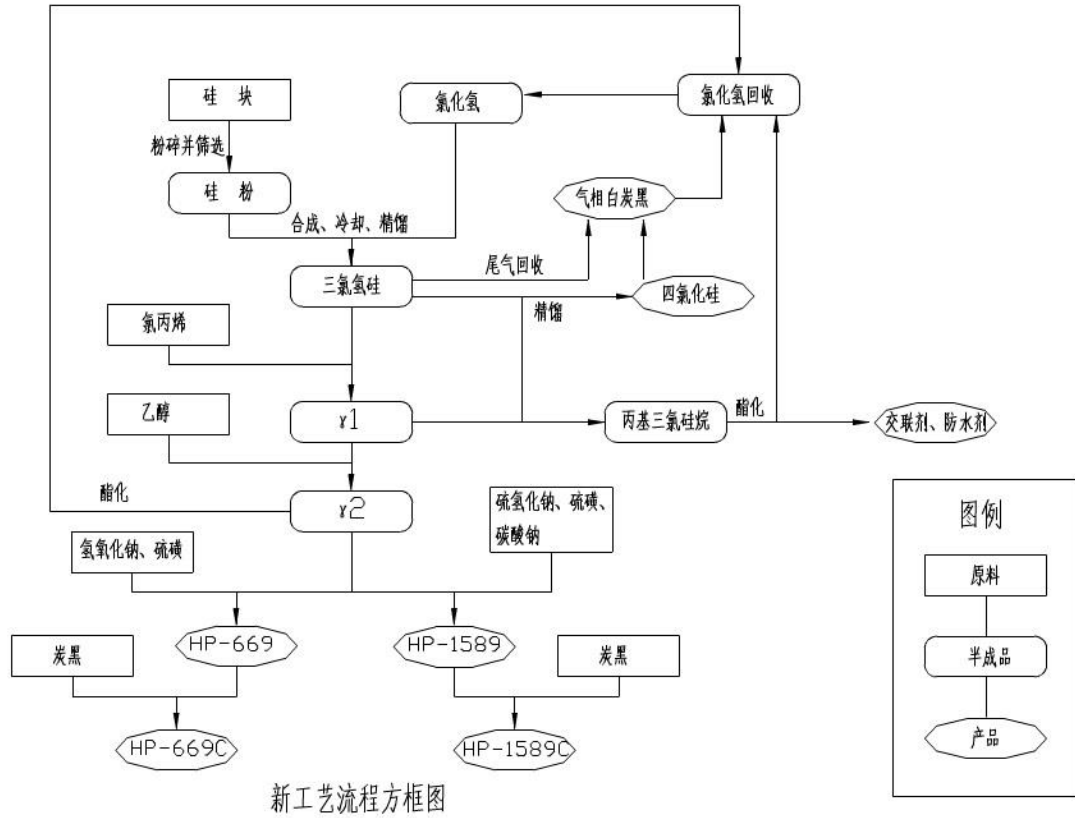 硅 块
氯化氢
氯化氢回收
粉碎并筛选
硅 粉
气相白炭黑
合成、冷却、精馏
尾气回收
三氯氢硅
四氯化硅
精馏
氯丙烯
乙醇
γ1
丙基三氯硅烷
酯化
交联剂、防水剂
酯化
γ2
硫氢化钠、硫磺、
碳酸钠
氢氧化钠、硫磺
HP-669
HP-1589
炭黑
炭黑
HP-669C
HP-1589C
图例
原料
半成品
产品
新工艺流程方框图